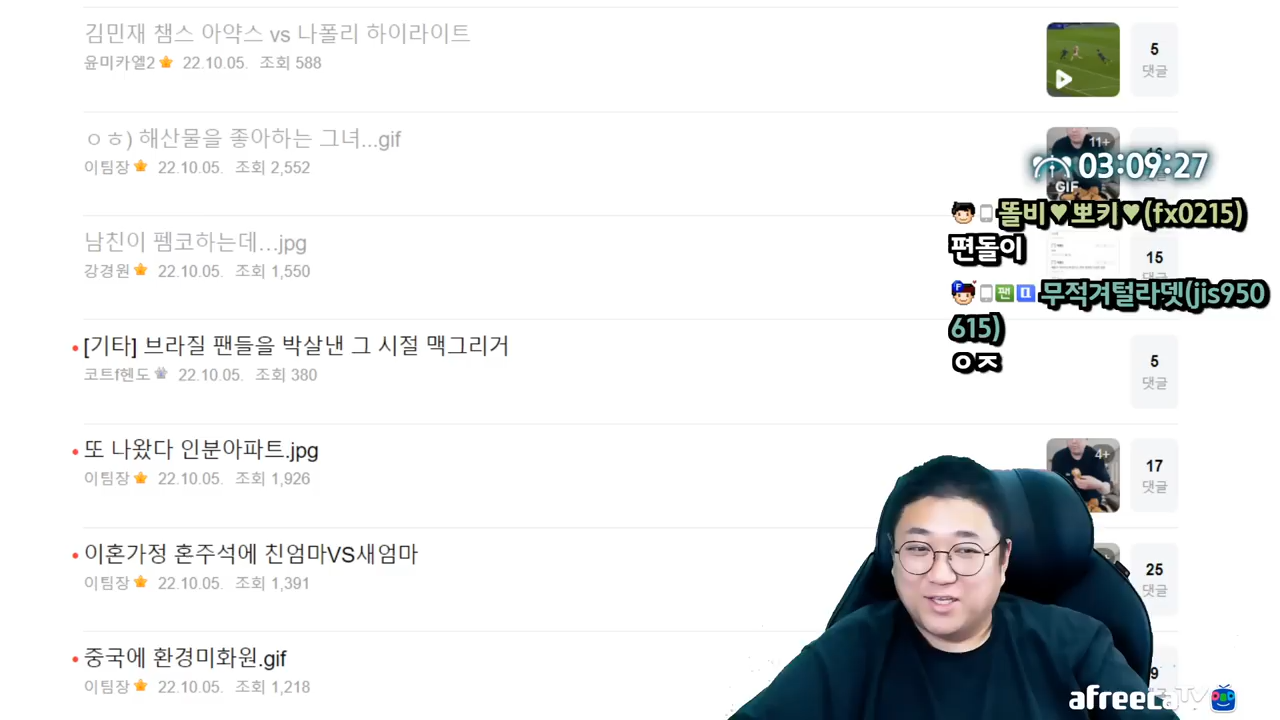 김민재 챔스 아약스 vs 나폴리 하이라이트
윤미카엘2 22.10.05. 조회 588
5
댓글
ㅇㅎ) 해산물을 좋아하는 그녀...gif
이팀장 22.10.05. 조회 2,552
11+
GIF
03:09:27
똘비♥뽀키♥(fx0215)
편돌이
남친이 펨코하는데...jpg
강경원 22.10.05. 조회 1,550
15
댓글
무적겨털라뎃(jis950
615)
ㅇㅈ
[기타] 브라질 팬들을 박살낸 그 시절 맥그리거
코트f헨도 22.10.05. 조회 380
5
댓글
또 나왔다 인분아파트.jpg
이팀장 22.10.05. 조회 1,926
4+
17
댓글
이혼가정 혼주석에 친엄마VS새엄마
이팀장 22.10.05. 조회 1,391
25
댓글
중국에 환경미화원.gif
이팀장 22.10.05. 조회 1,218
9
afreecaTV